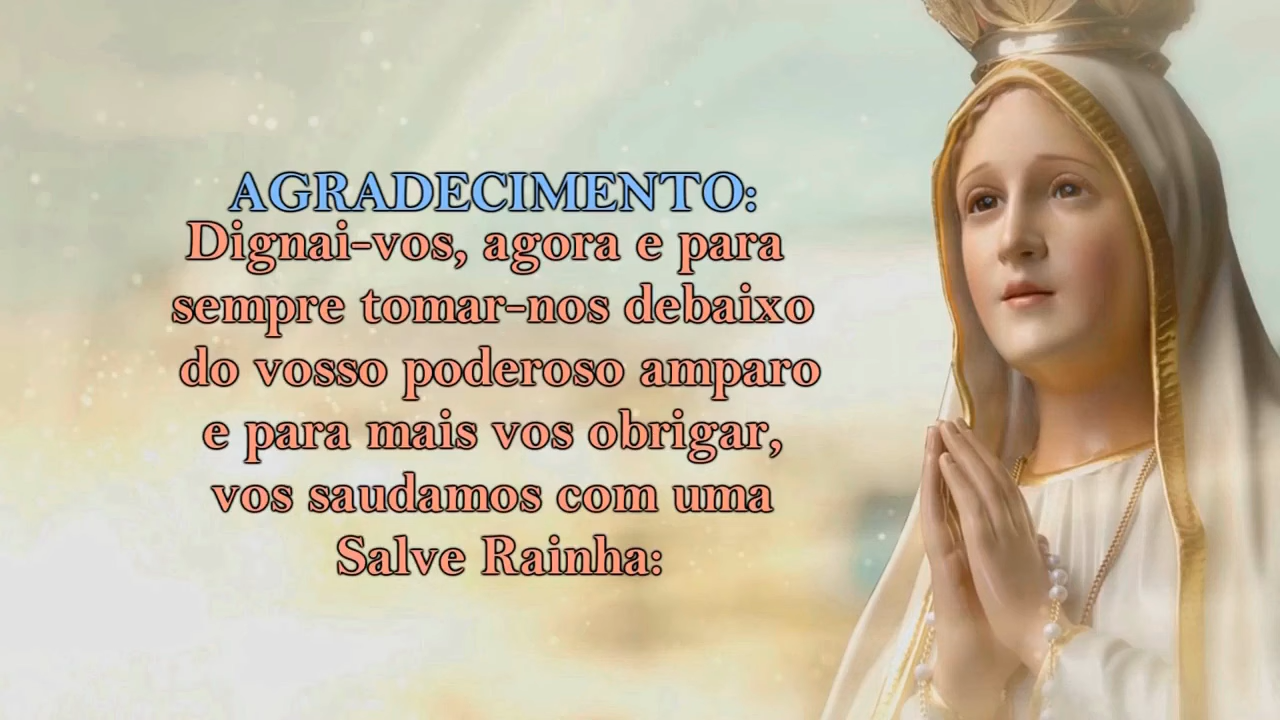 AGRADECIMENTO:
Dignai-vos, agora e para
sempre tomar-nos debaixo
do vosso poderoso amparo
e para mais vos obrigar,
vos saudamos com uma
Salve Rainha: